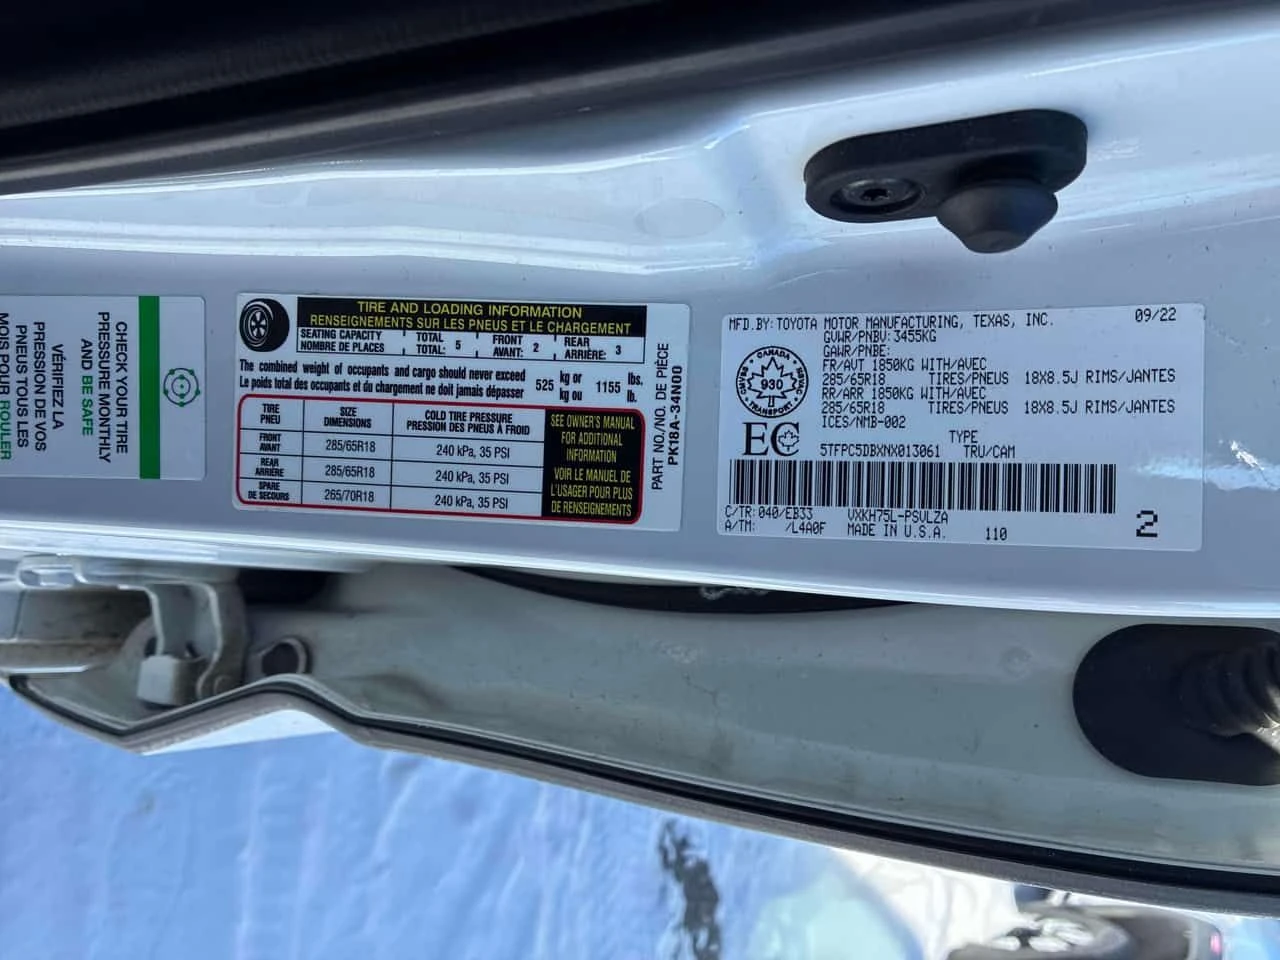 CHECK YOUR TIRE
PRESSURE MONTHLY
AND BE SAFE
VÉRIFIEZ LA
PRESSION DE VOS
PNEUS TOUS LES
MOIS POUR ROULER
TIRE AND LOADING INFORMATION
RENSEIGNEMENTS SUR LES PNEUS ET LE CHARGEMENT
SEATING CAPACITY TOTAL FRONT REAR
NOMBRE DE PLACES TOTAL: 5 AVANT: 2 ARRIÈRE: 3
The combined weight of occupants and cargo should never exceed 525 kg or 1155 lbs.
Le poids total des occupants et du chargement ne doit jamais dépasser kg ou lb.
TIRE SIZE COLD TIRE PRESSURE
PNEU DIMENSIONS PRESSION DES PNEUS À FROID
FRONT
AVANT 285/65R18 240 kPa, 35 PSI
REAR
ARRIÈRE 285/65R18 240 kPa, 35 PSI
SPARE
DE SECOURS 265/70R18 240 kPa, 35 PSI
SEE OWNER'S MANUAL
FOR ADDITIONAL
INFORMATION
VOIR LE MANUEL DE
L'USAGER POUR PLUS
DE RENSEIGNEMENTS
PART NO./NO. DE PIÈCE
PK18A-34N00
MFD.BY:TOYOTA MOTOR MANUFACTURING, TEXAS, INC. 09/22
GVWR/PNBV: 3455KG
GAWR/PNBE:
FR/AVT 1850KG WITH/AVEC
285/65R18 TIRES/PNEUS 18X8.5J RIMS/JANTES
RR/ARR 1850KG WITH/AVEC
285/65R18 TIRES/PNEUS 18X8.5J RIMS/JANTES
ICES/NMB-002
CANADA
930
TRANSPORT
EC
TYPE
5TFPC5DBXNX013061 TRU/CAM
C/TR: 040/EB33 VXKH75L-PSVLZA
A/TM: /L4A0F MADE IN U.S.A. 110
2